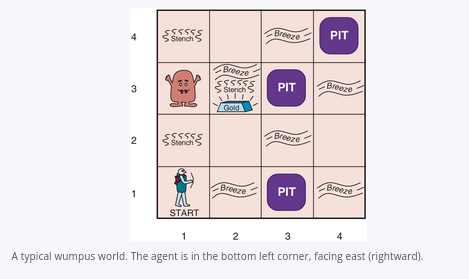 4
Stench
Breeze
PIT
3
Breeze
Stench
Gold
PIT
Breeze
2
Stench
Breeze
1
START
Breeze
PIT
Breeze
1 2 3 4
A typical wumpus world. The agent is in the bottom left corner, facing east (rightward).